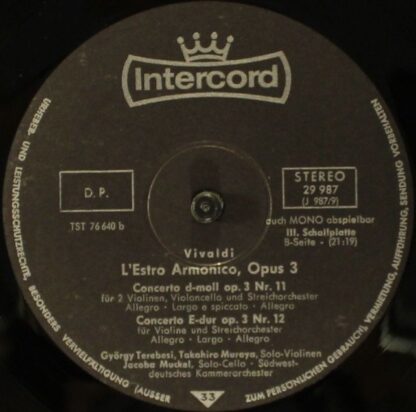 Intercord
D. P.
TST 76 640 b
STEREO
29 987
(J 987/9)
auch MONO abspielbar
III. Schallplatte
B-Seite - (21:19)
Vivaldi
L'Estro Armonico, Opus 3
Concerto d-moll op. 3 Nr. 11
für 2 Violinen, Violoncello und Streichorchester
Allegro - Largo e spiccato - Allegro
Concerto E-dur op. 3 Nr. 12
für Violine und Streichorchester
Allegro - Largo - Allegro
György Terebesi, Takahiro Muroya, Solo-Violinen
Jacoba Muckel, Solo-Cello - Südwest-
deutsches Kammerorchester
33
URHEBER- UND LEISTUNGSSCHUTZRECHTE, BESONDERS VERVIELFÄLTIGUNG (AUSSER
ZUM PERSÖNLICHEN GEBRAUCH), VERMIETUNG, AUFFÜHRUNG, SENDUNG VORBEHALTEN